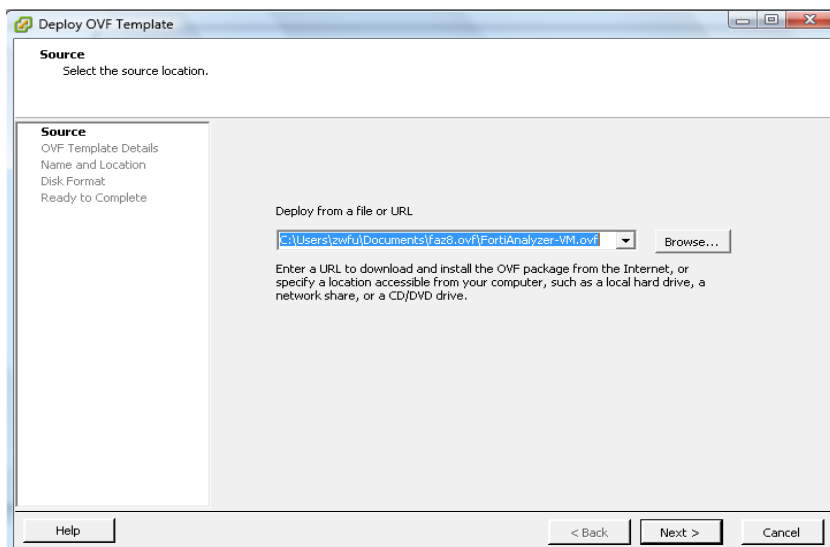 Deploy OVF Template
Source
Select the source location.
Source
OVF Template Details
Name and Location
Disk Format
Ready to Complete
Deploy from a file or URL
C:\Users\zwfu\Documents\faz8.ovf\FortiAnalyzer-VM.ovf
Browse...
Enter a URL to download and install the OVF package from the Internet, or
specify a location accessible from your computer, such as a local hard drive, a
network share, or a CD/DVD drive.
Help
< Back
Next >
Cancel